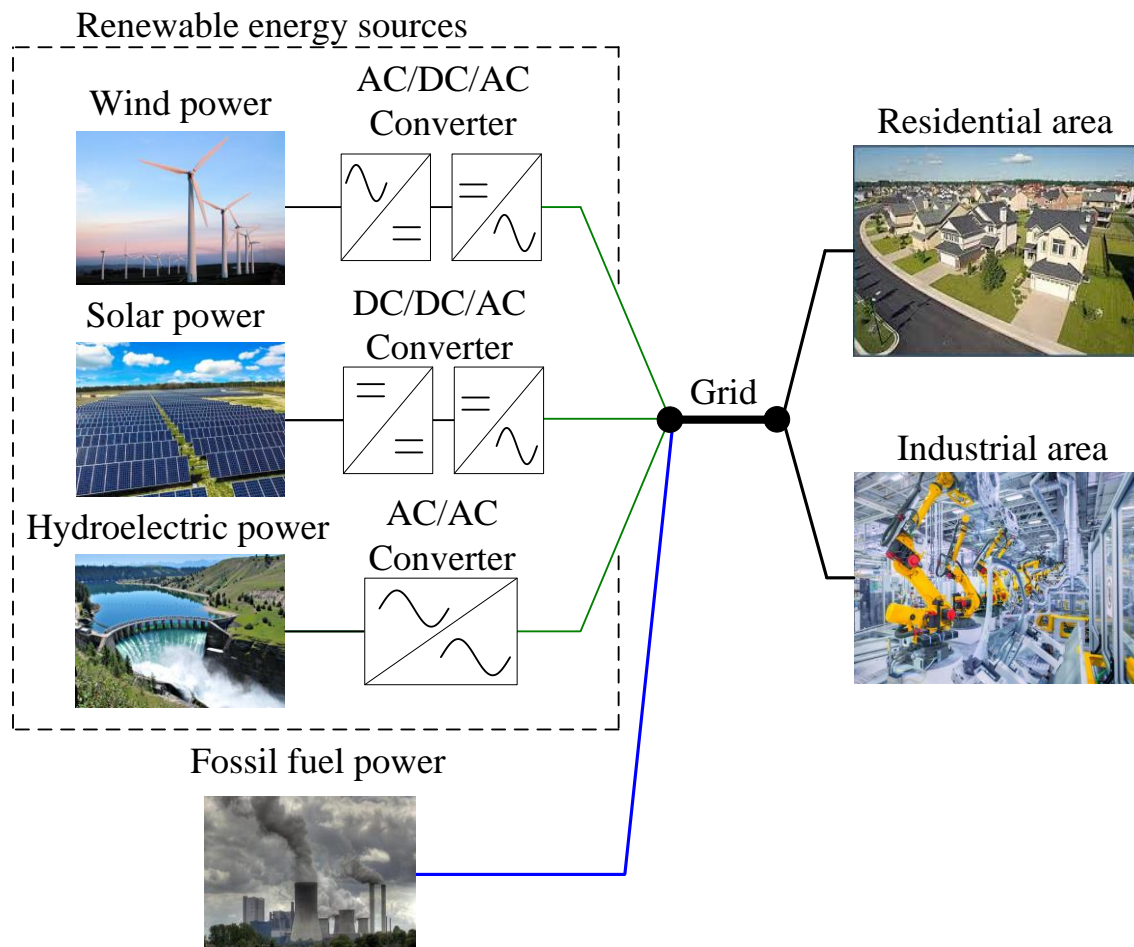 Renewable energy sources
Wind power
AC/DC/AC
Converter
Solar power
DC/DC/AC
Converter
Hydroelectric power
AC/AC
Converter
Fossil fuel power
Grid
Residential area
Industrial area